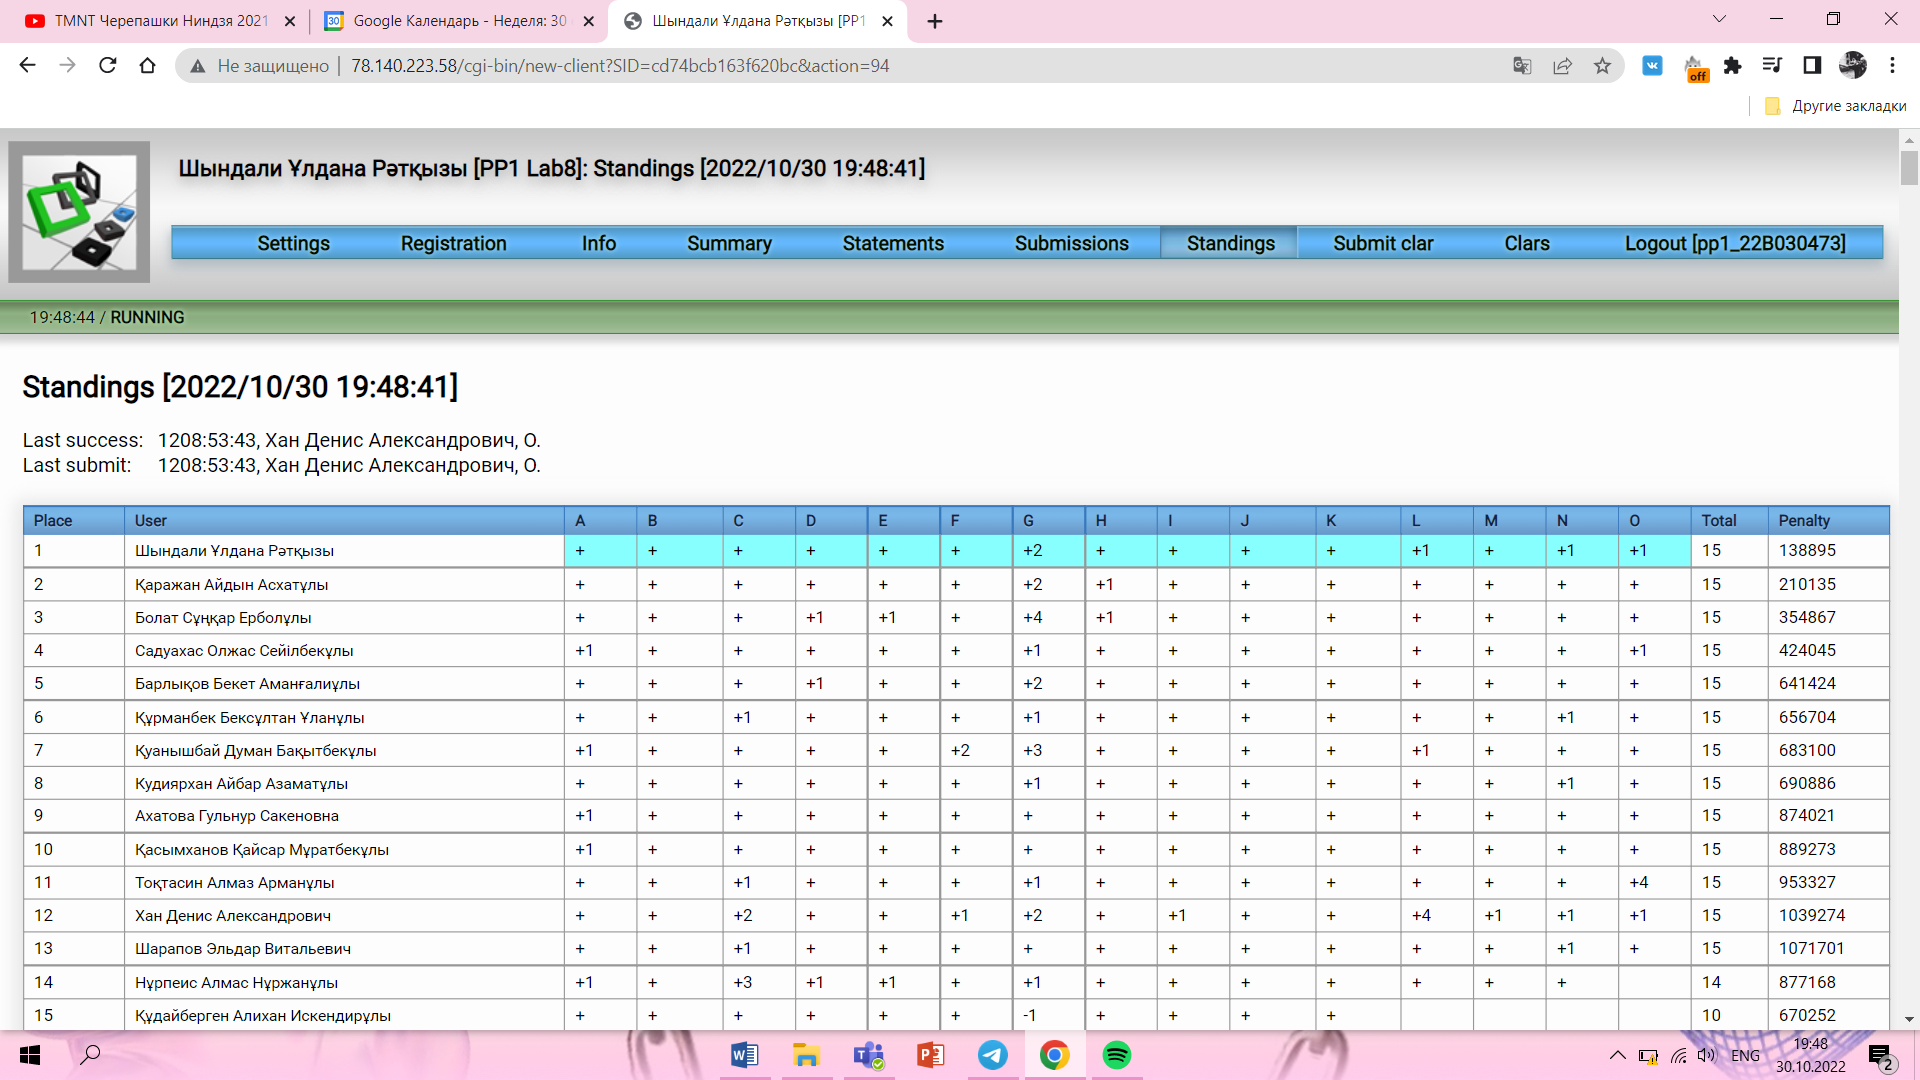 TMNT Черепашки Ниндзя 2021
Google Календарь - Неделя: 30
Шындали Ұлдана Рәтқызы [PP1
Не защищено | 78.140.223.58/cgi-bin/new-client?SID=cd74bcb163f620bc&action=94
off
Другие закладки
Шындали Ұлдана Рәтқызы [PP1 Lab8]: Standings [2022/10/30 19:48:41]
Settings Registration Info Summary Statements Submissions Standings Submit clar Clars Logout [pp1_22B030473]
19:48:44 / RUNNING
Standings [2022/10/30 19:48:41]
Last success: 1208:53:43, Хан Денис Александрович, O.
Last submit: 1208:53:43, Хан Денис Александрович, O.
Place User A B C D E F G H I J K L M N O Total Penalty
1 Шындали Ұлдана Рәтқызы + + + + + + +2 + + + + +1 + +1 +1 15 138895
2 Қаражан Айдын Асхатұлы + + + + + + +2 +1 + + + + + + + 15 210135
3 Болат Сұңқар Ерболұлы + + + +1 +1 + +4 +1 + + + + + + + 15 354867
4 Садуахас Олжас Сейілбекұлы +1 + + + + + +1 + + + + + + + +1 15 424045
5 Барлықов Бекет Аманғалиұлы + + + +1 + + +2 + + + + + + + + 15 641424
6 Құрманбек Бексұлтан Ұланұлы + + +1 + + + +1 + + + + + + +1 + 15 656704
7 Қуанышбай Думан Бақытбекұлы +1 + + + + +2 +3 + + + + +1 + + + 15 683100
8 Кудиярхан Айбар Азаматұлы + + + + + + +1 + + + + + + +1 + 15 690886
9 Ахатова Гульнур Сакеновна +1 + + + + + + + + + + + + + + 15 874021
10 Қасымханов Қайсар Мұратбекұлы +1 + + + + + + + + + + + + + + 15 889273
11 Тоқтасин Алмаз Арманұлы + + +1 + + + +1 + + + + + + + +4 15 953327
12 Хан Денис Александрович + + +2 + + +1 +2 + +1 + + +4 +1 +1 +1 15 1039274
13 Шарапов Эльдар Витальевич + + +1 + + + + + + + + + + +1 + 15 1071701
14 Нұрпеис Алмас Нұржанұлы +1 + +3 +1 +1 + +1 + + + + + + + 14 877168
15 Құдайберген Алихан Искендирұлы + + + + + + -1 + + + + 10 670252
ENG
19:48
30.10.2022
2